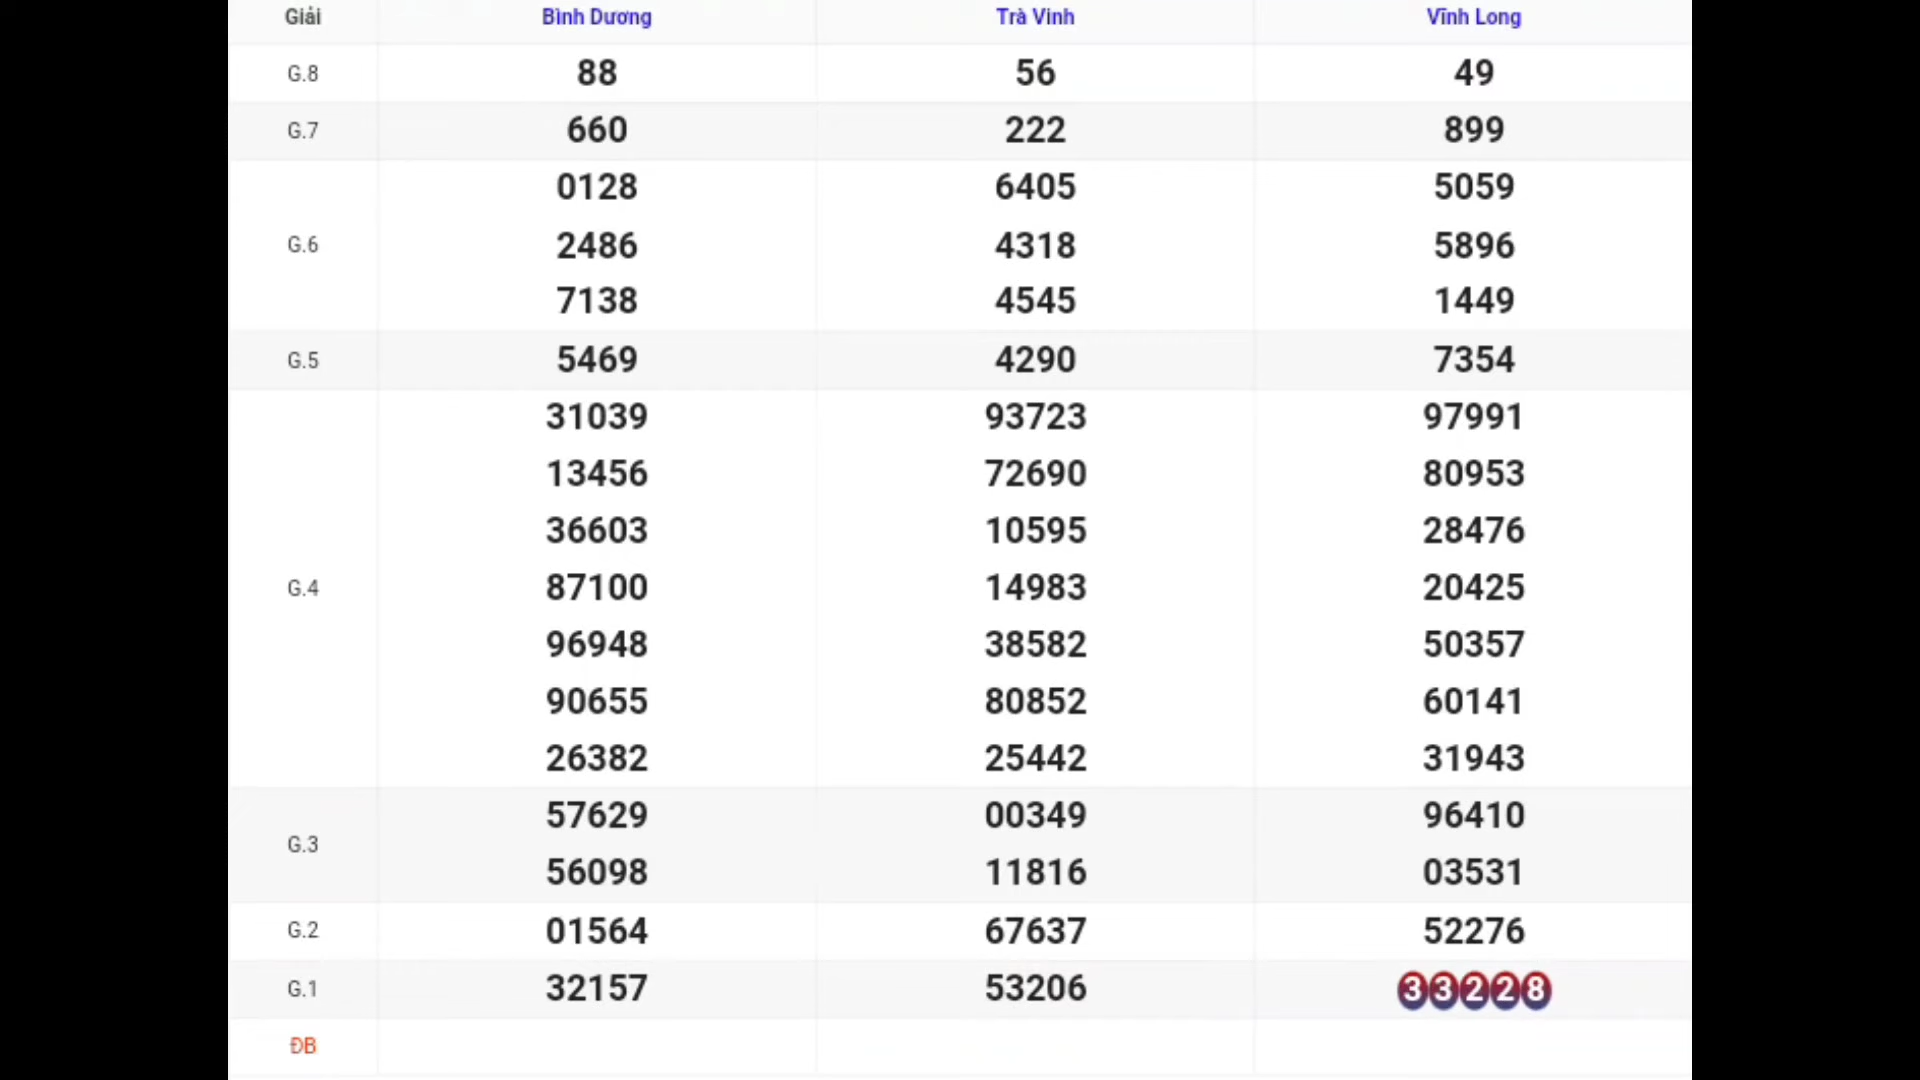 Giải Bình Dương Trà Vinh Vĩnh Long
G.8 88 56 49
G.7 660 222 899
0128 6405 5059
G.6 2486 4318 5896
7138 4545 1449
G.5 5469 4290 7354
31039 93723 97991
13456 72690 80953
36603 10595 28476
G.4 87100 14983 20425
96948 38582 50357
90655 80852 60141
26382 25442 31943
57629 00349 96410
G.3
56098 11816 03531
G.2 01564 67637 52276
G.1 32157 53206 33228
ĐB